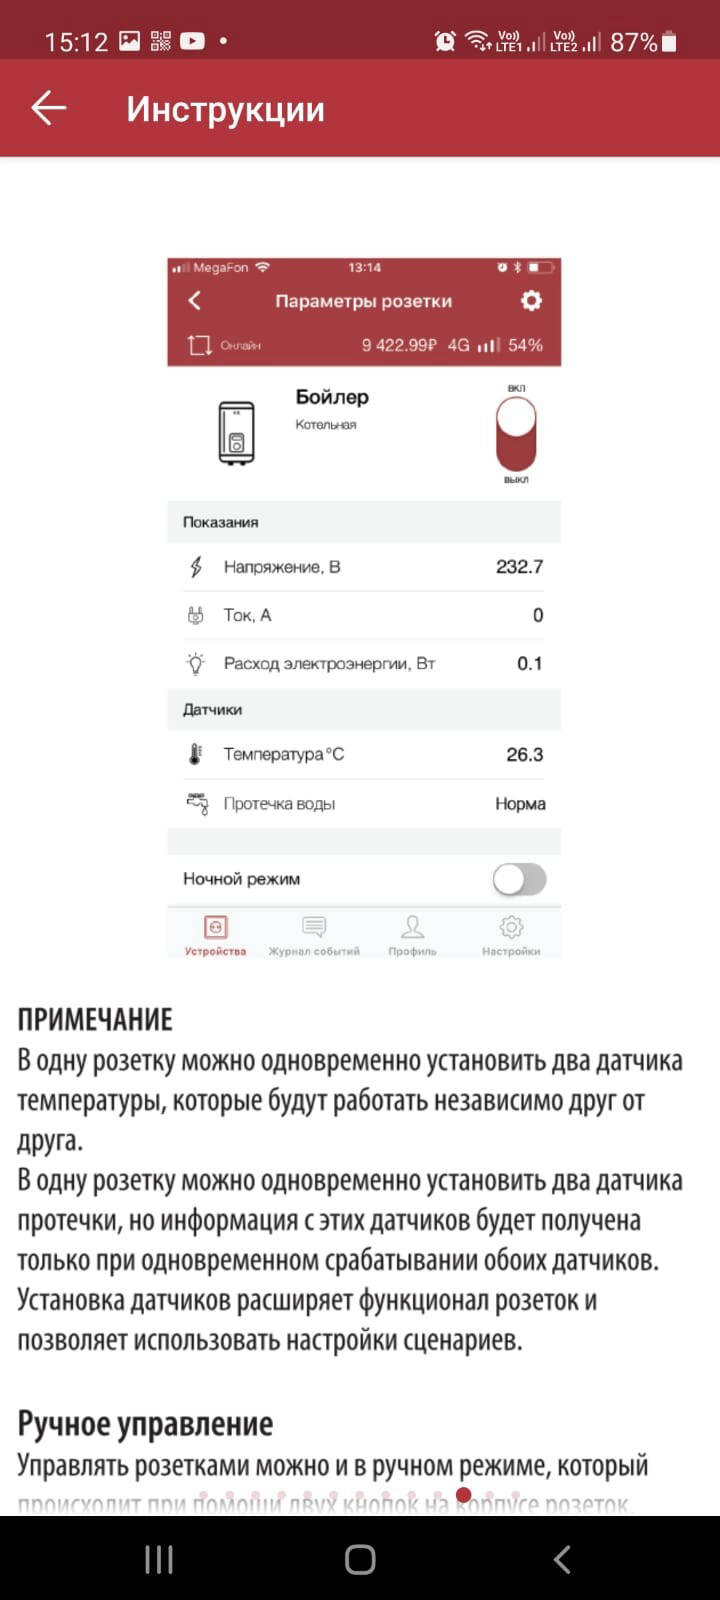 15:12
Vo)) LTE1 Vo)) LTE2 87%
Инструкции
MegaFon 13:14
Параметры розетки
Онлайн 9 422.99₽ 4G 54%
ВКЛ
Бойлер
Котельная
ВЫКЛ
Показания
Напряжение, В 232.7
Ток, А 0
Расход электроэнергии, Вт 0.1
Датчики
Температура °C 26.3
Протечка воды Норма
Ночной режим
Устройства Журнал событий Профиль Настройки
ПРИМЕЧАНИЕ
В одну розетку можно одновременно установить два датчика
температуры, которые будут работать независимо друг от
друга.
В одну розетку можно одновременно установить два датчика
протечки, но информация с этих датчиков будет получена
только при одновременном срабатывании обоих датчиков.
Установка датчиков расширяет функционал розеток и
позволяет использовать настройки сценариев.
Ручное управление
Управлять розетками можно и в ручном режиме, который
происходит при помощи двух кнопок на корпусе розеток.